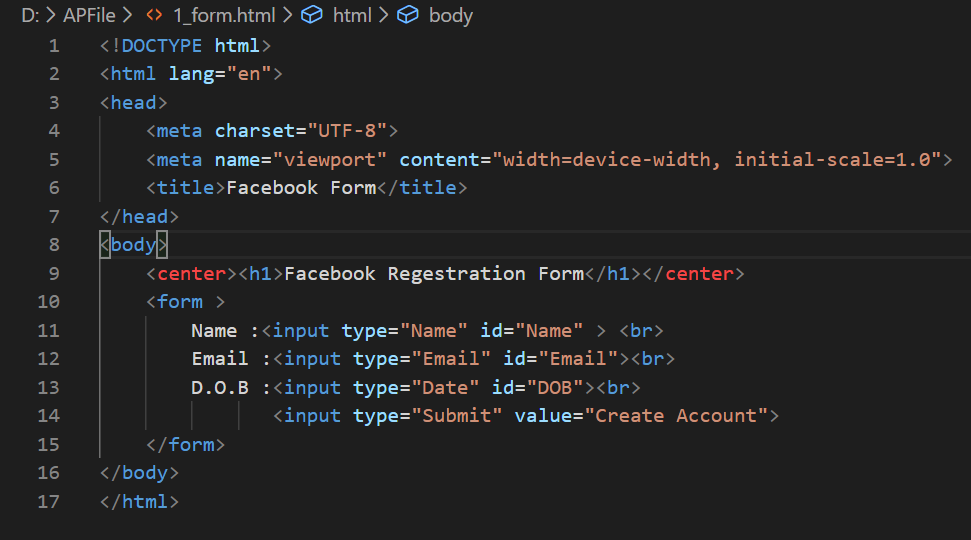 D: > APFile > <> 1_form.html > html > body
1 <!DOCTYPE html>
2 <html lang="en">
3 <head>
4     <meta charset="UTF-8">
5     <meta name="viewport" content="width=device-width, initial-scale=1.0">
6     <title>Facebook Form</title>
7 </head>
8 <body>
9     <center><h1>Facebook Regestration Form</h1></center>
10     <form >
11         Name :<input type="Name" id="Name" > <br>
12         Email :<input type="Email" id="Email"><br>
13         D.O.B :<input type="Date" id="DOB"><br>
14                <input type="Submit" value="Create Account">
15     </form>
16 </body>
17 </html>